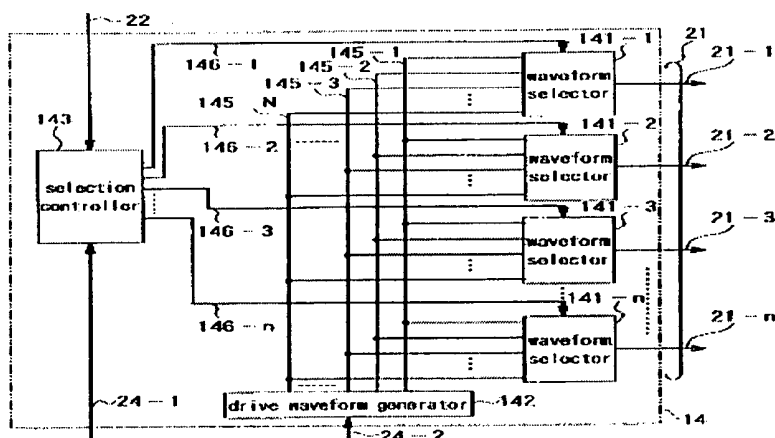 22
146-1
145-1
145-2
145-3
145 N
141-1
21
21-1
waveform
selector
143
146-2
141-2
21-2
waveform
selector
selection
controller
146-3
141-3
21-3
waveform
selector
146-n
141-n
21-n
waveform
selector
drive waveform generator
142
24-1
24-2
14